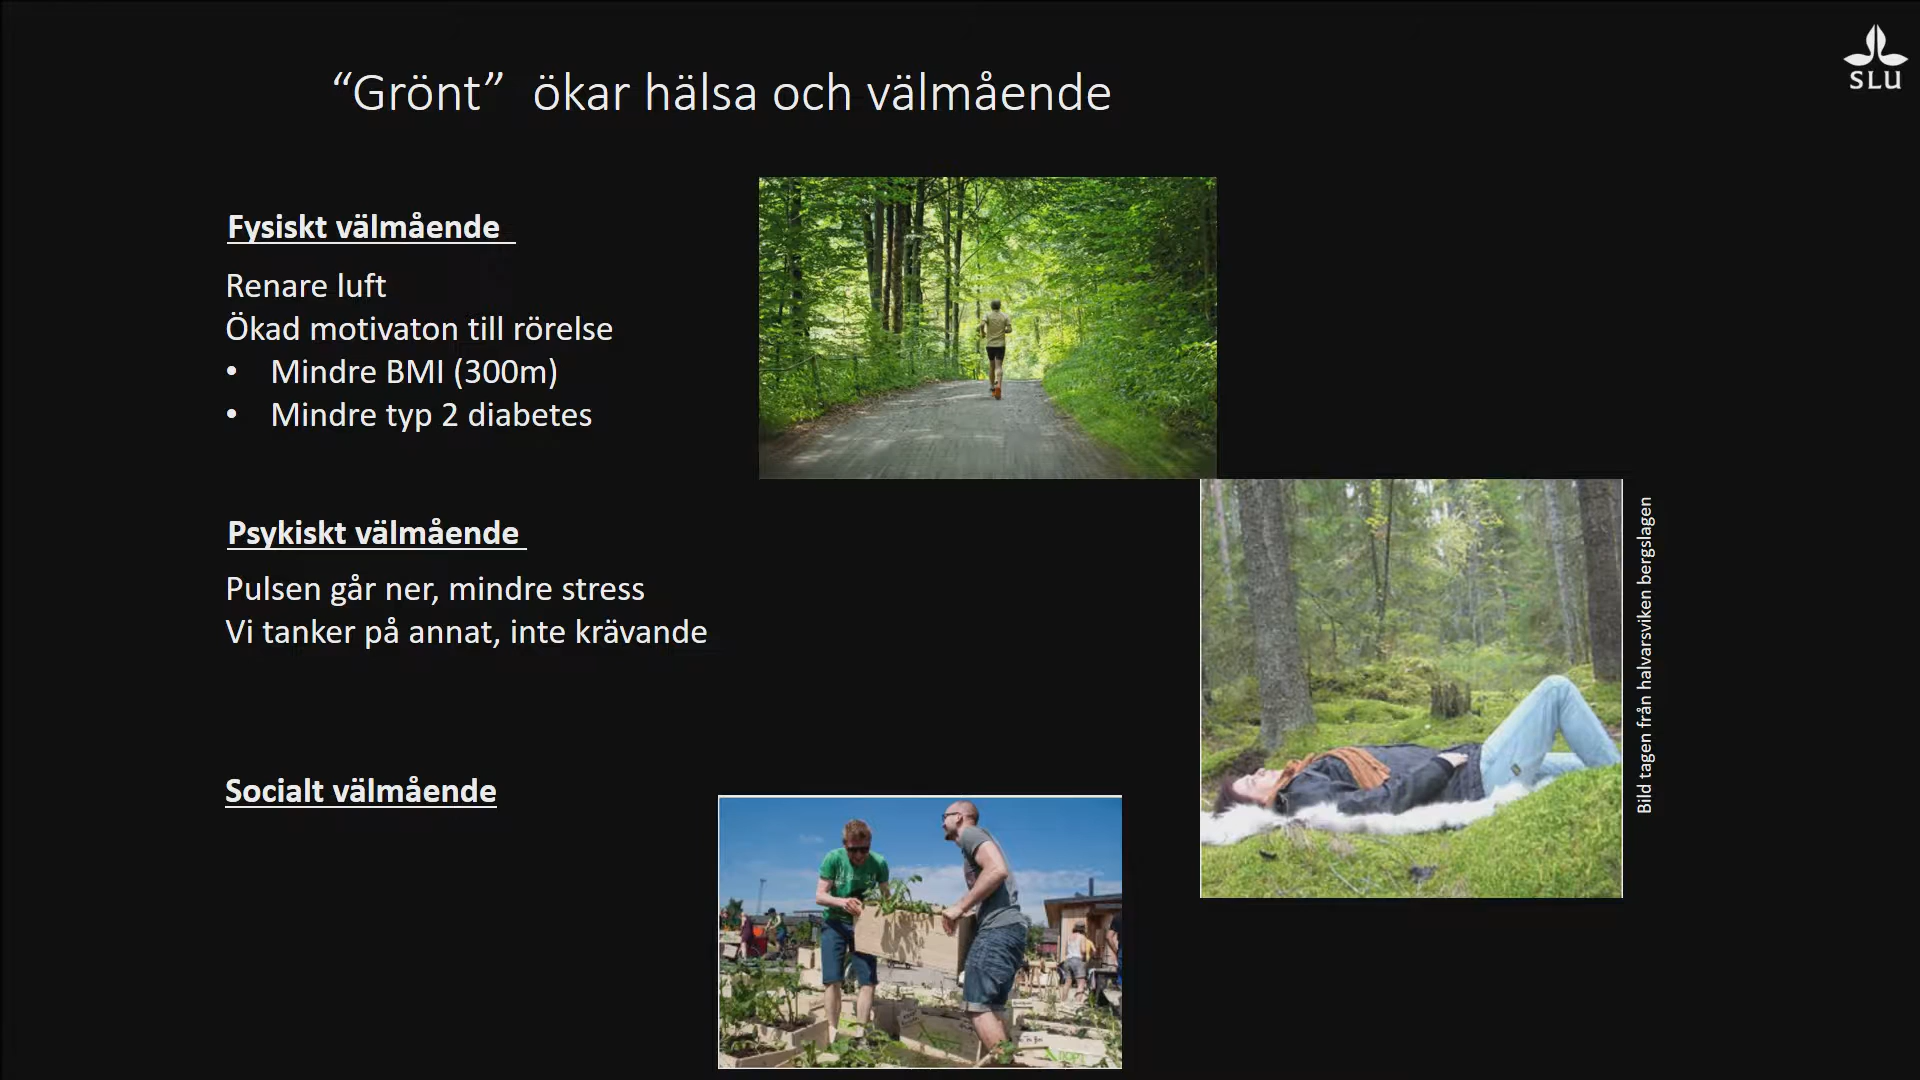 SLU
“Grönt”  ökar hälsa och välmående
Fysiskt välmående
Renare luft
Ökad motivaton till rörelse
• Mindre BMI (300m)
• Mindre typ 2 diabetes
Psykiskt välmående
Pulsen går ner, mindre stress
Vi tanker på annat, inte krävande
Bild tagen från halvarsviken bergslagen
Socialt välmående